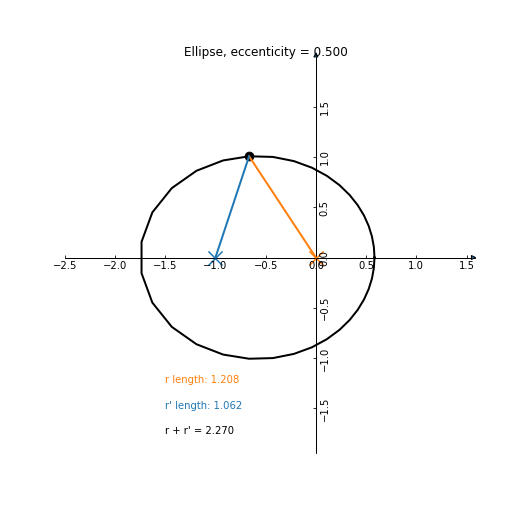 Ellipse, eccentricity = 0.500
1.5
1.0
0.5
0.0
−2.5 −2.0 −1.5 −1.0 −0.5 0.0 0.5 1.0 1.5
−0.5
−1.0
r length: 1.208
r' length: 1.062
−1.5
r + r' = 2.270